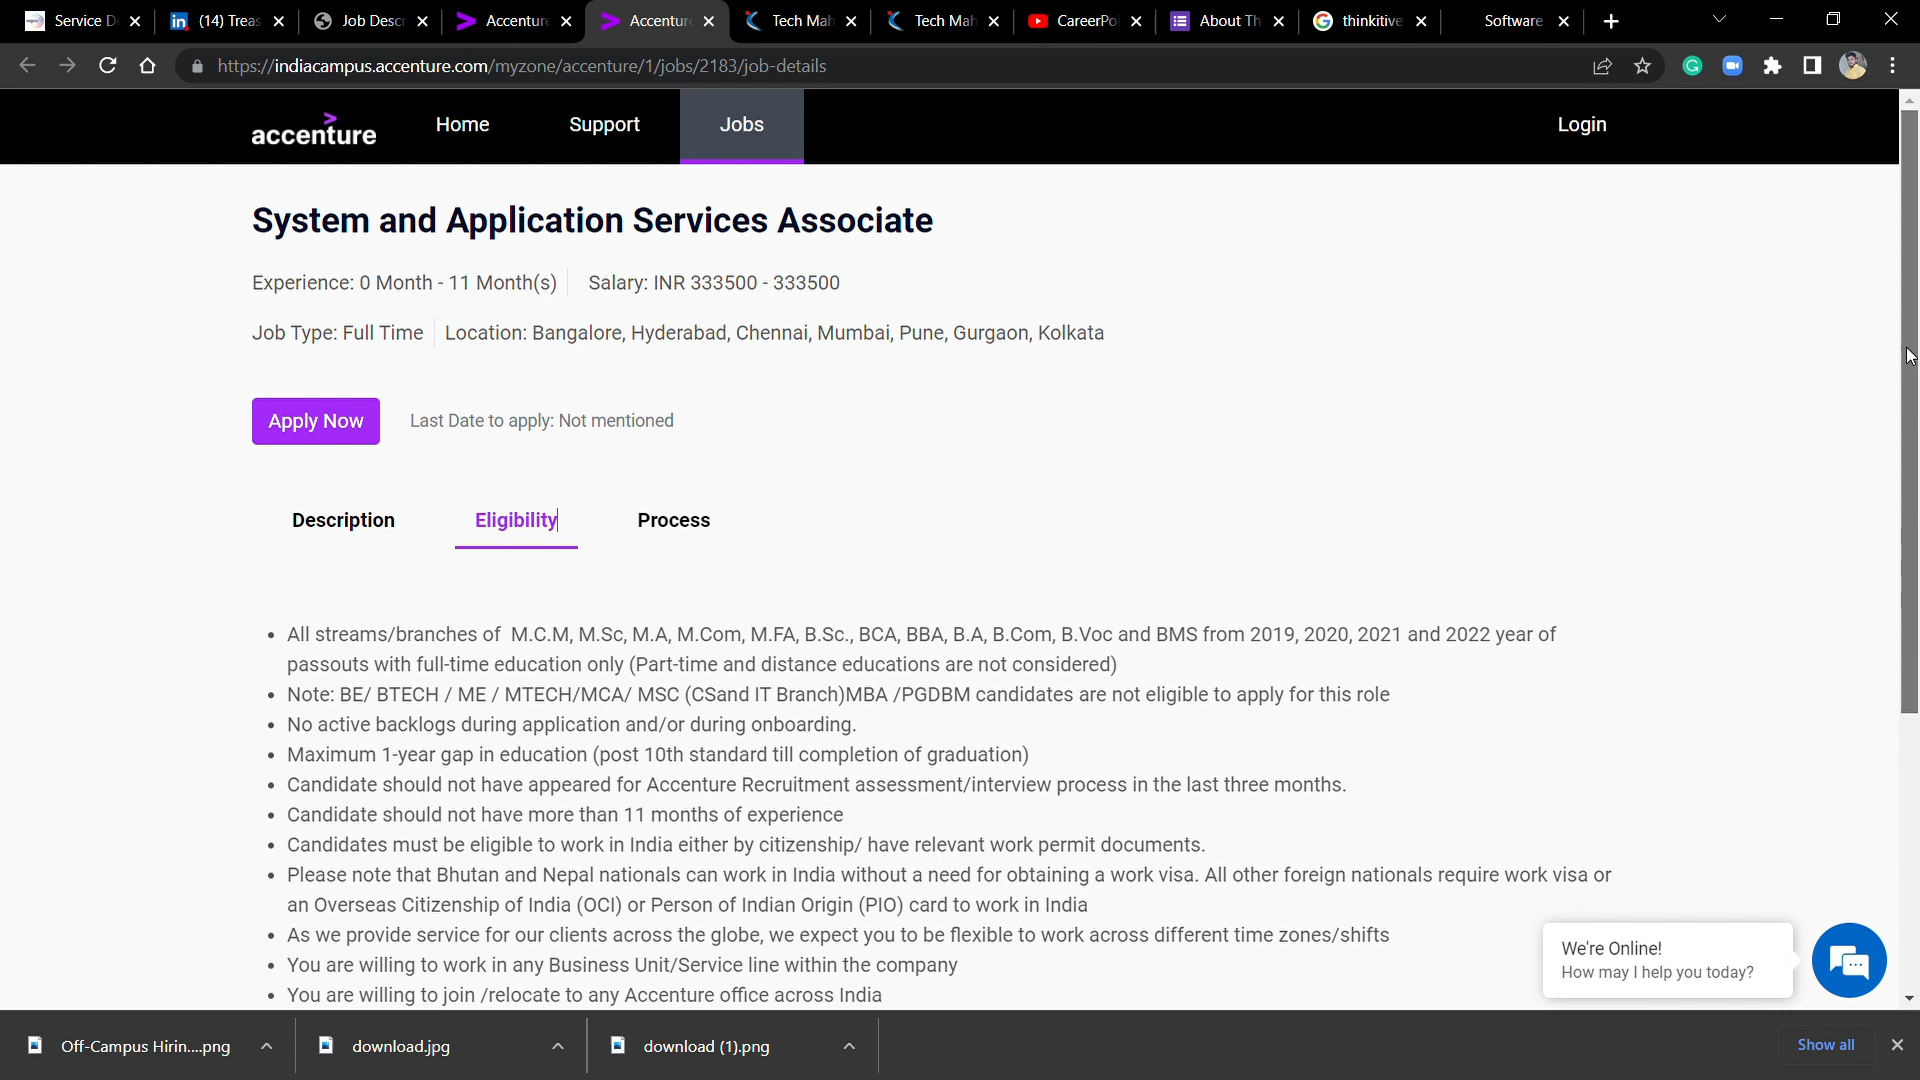 Service D
(14) Treas
Job Descr
Accenture
Accenture
Tech Mah
Tech Mah
CareerPo
About Th
thinkitive
Software
https://indiacampus.accenture.com/myzone/accenture/1/jobs/2183/job-details
accenture
Home
Support
Jobs
Login
System and Application Services Associate
Experience: 0 Month - 11 Month(s)
Salary: INR 333500 - 333500
Job Type: Full Time
Location: Bangalore, Hyderabad, Chennai, Mumbai, Pune, Gurgaon, Kolkata
Apply Now
Last Date to apply: Not mentioned
Description
Eligibility
Process
• All streams/branches of M.C.M, M.Sc, M.A, M.Com, M.FA, B.Sc., BCA, BBA, B.A, B.Com, B.Voc and BMS from 2019, 2020, 2021 and 2022 year of
passouts with full-time education only (Part-time and distance educations are not considered)
• Note: BE/ BTECH / ME / MTECH/MCA/ MSC (CSand IT Branch)MBA /PGDBM candidates are not eligible to apply for this role
• No active backlogs during application and/or during onboarding.
• Maximum 1-year gap in education (post 10th standard till completion of graduation)
• Candidate should not have appeared for Accenture Recruitment assessment/interview process in the last three months.
• Candidate should not have more than 11 months of experience
• Candidates must be eligible to work in India either by citizenship/ have relevant work permit documents.
• Please note that Bhutan and Nepal nationals can work in India without a need for obtaining a work visa. All other foreign nationals require work visa or
an Overseas Citizenship of India (OCI) or Person of Indian Origin (PIO) card to work in India
• As we provide service for our clients across the globe, we expect you to be flexible to work across different time zones/shifts
• You are willing to work in any Business Unit/Service line within the company
• You are willing to join /relocate to any Accenture office across India
We're Online!
How may I help you today?
Off-Campus Hirin....png
download.jpg
download (1).png
Show all